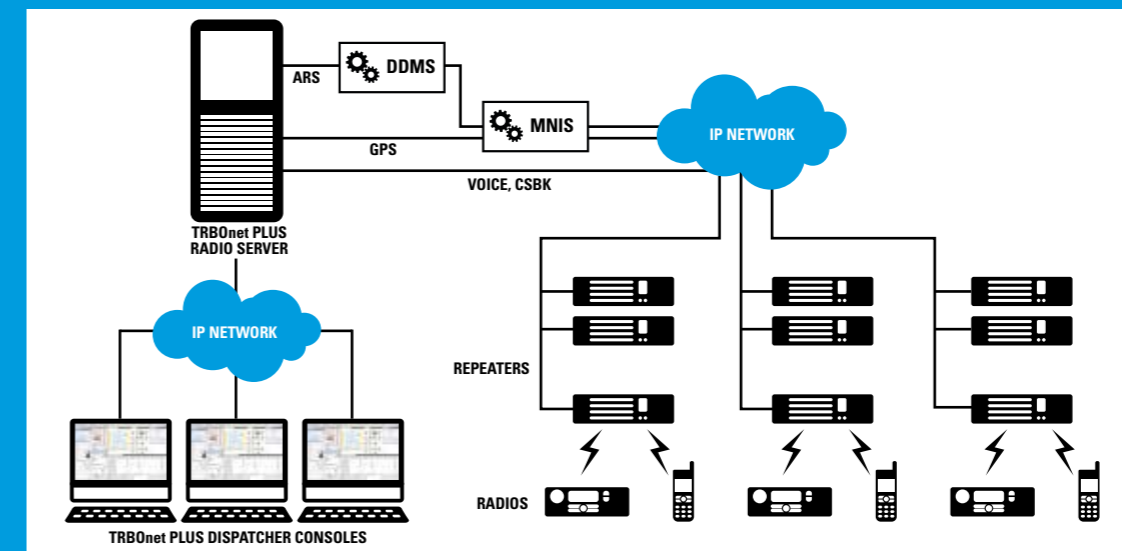 ARS
DDMS
MNIS
IP NETWORK
GPS
VOICE, CSBK
TRBOnet PLUS
RADIO SERVER
IP NETWORK
REPEATERS
RADIOS
TRBOnet PLUS DISPATCHER CONSOLES